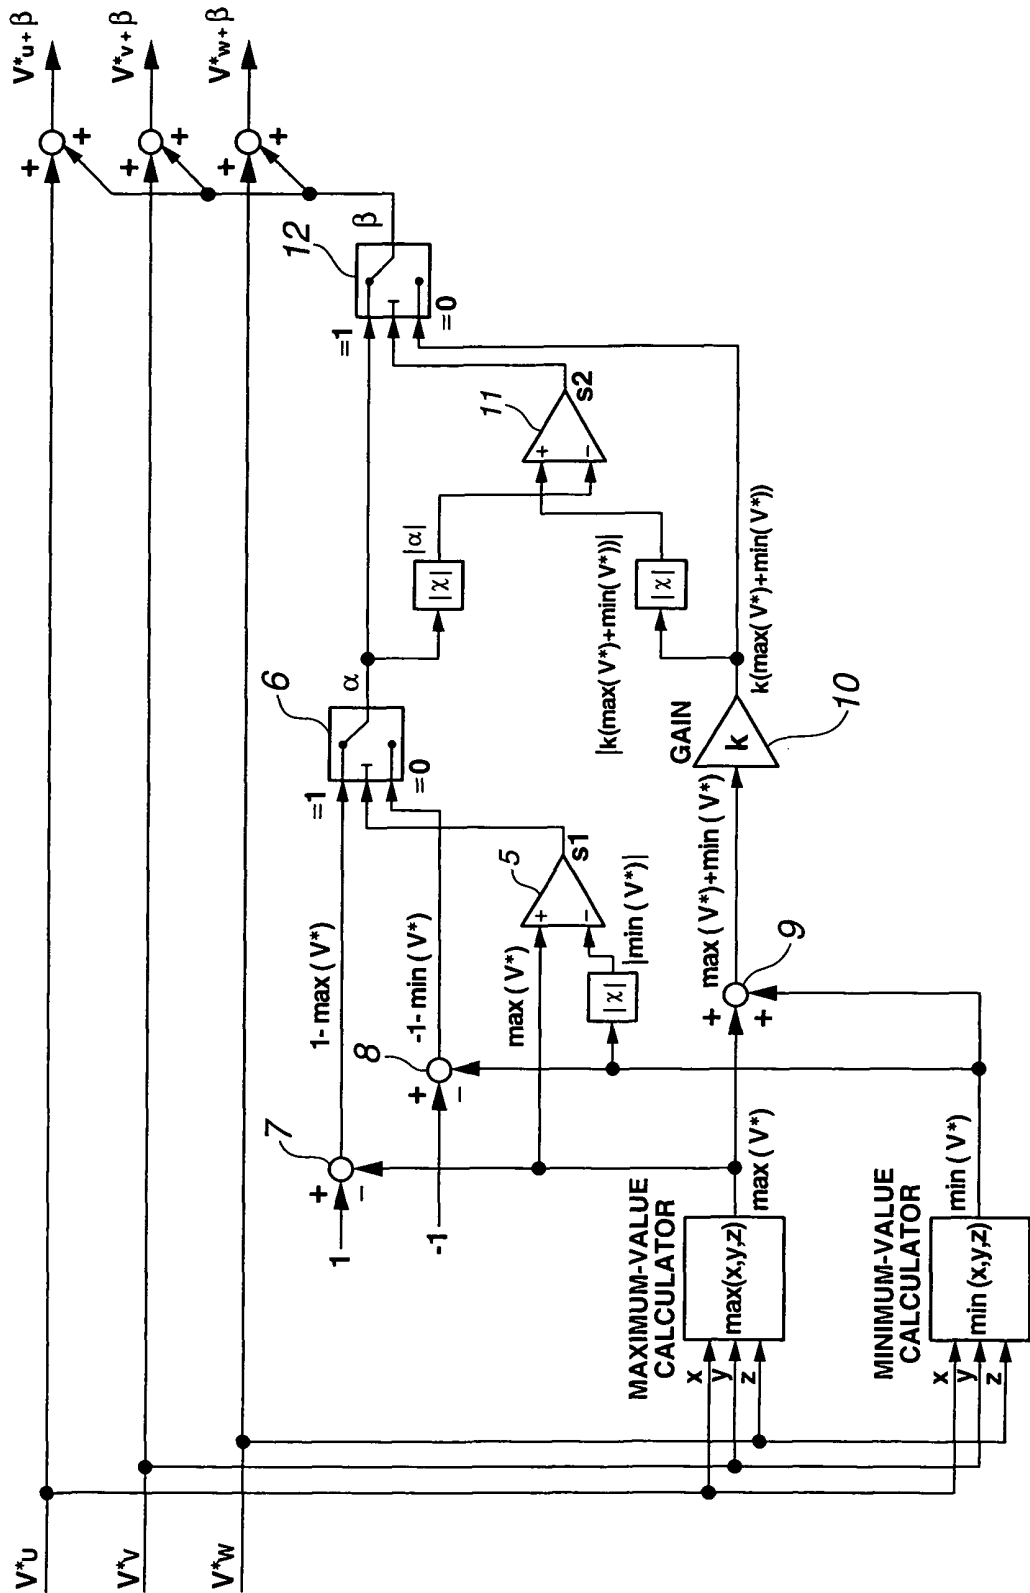 V*U
V*V
V*W
V*u+β
V*v+β
V*w+β
+
+
+
+
+
+
12
β
=1
=0
6
α
=1
=0
|α|
|χ|
11
+
−
s2
|k(max(V*)+min(V*))|
|χ|
k(max(V*)+min(V*))
GAIN
k
10
7
1
+
−
1-max(V*)
8
-1
+
−
-1-min(V*)
max(V*)
5
+
−
s1
|χ|
|min(V*)|
max(V*)+min(V*)
9
+
+
MAXIMUM-VALUE
CALCULATOR
x
y
z
max(x,y,z)
max(V*)
MINIMUM-VALUE
CALCULATOR
x
y
z
min(x,y,z)
min(V*)